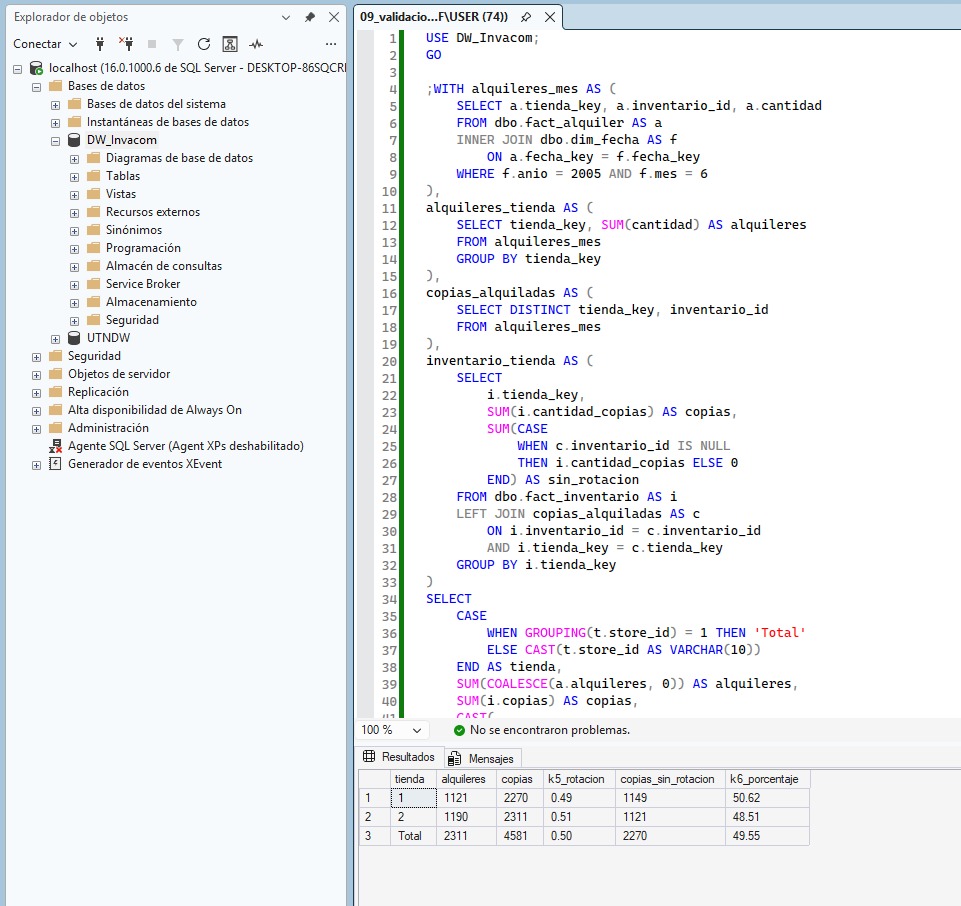 Explorador de objetos
Conectar
localhost (16.0.1000.6 de SQL Server - DESKTOP-86SQCRI
Bases de datos
Bases de datos del sistema
Instantáneas de bases de datos
DW_Invacom
Diagramas de base de datos
Tablas
Vistas
Recursos externos
Sinónimos
Programación
Almacén de consultas
Service Broker
Almacenamiento
Seguridad
UTNDW
Seguridad
Objetos de servidor
Replicación
Alta disponibilidad de Always On
Administración
Agente SQL Server (Agent XPs deshabilitado)
Generador de eventos XEvent
09_validacio...F\USER (74))
1 USE DW_Invacom;
2 GO
3
4 ;WITH alquileres_mes AS (
5 SELECT a.tienda_key, a.inventario_id, a.cantidad
6 FROM dbo.fact_alquiler AS a
7 INNER JOIN dbo.dim_fecha AS f
8 ON a.fecha_key = f.fecha_key
9 WHERE f.anio = 2005 AND f.mes = 6
10 ),
11 alquileres_tienda AS (
12 SELECT tienda_key, SUM(cantidad) AS alquileres
13 FROM alquileres_mes
14 GROUP BY tienda_key
15 ),
16 copias_alquiladas AS (
17 SELECT DISTINCT tienda_key, inventario_id
18 FROM alquileres_mes
19 ),
20 inventario_tienda AS (
21 SELECT
22 i.tienda_key,
23 SUM(i.cantidad_copias) AS copias,
24 SUM(CASE
25 WHEN c.inventario_id IS NULL
26 THEN i.cantidad_copias ELSE 0
27 END) AS sin_rotacion
28 FROM dbo.fact_inventario AS i
29 LEFT JOIN copias_alquiladas AS c
30 ON i.inventario_id = c.inventario_id
31 AND i.tienda_key = c.tienda_key
32 GROUP BY i.tienda_key
33 )
34 SELECT
35 CASE
36 WHEN GROUPING(t.store_id) = 1 THEN 'Total'
37 ELSE CAST(t.store_id AS VARCHAR(10))
38 END AS tienda,
39 SUM(COALESCE(a.alquileres, 0)) AS alquileres,
40 SUM(i.copias) AS copias,
41 CAST(
100 % No se encontraron problemas.
Resultados Mensajes
tienda alquileres copias k5_rotacion copias_sin_rotacion k6_porcentaje
1 1 1121 2270 0.49 1149 50.62
2 2 1190 2311 0.51 1121 48.51
3 Total 2311 4581 0.50 2270 49.55